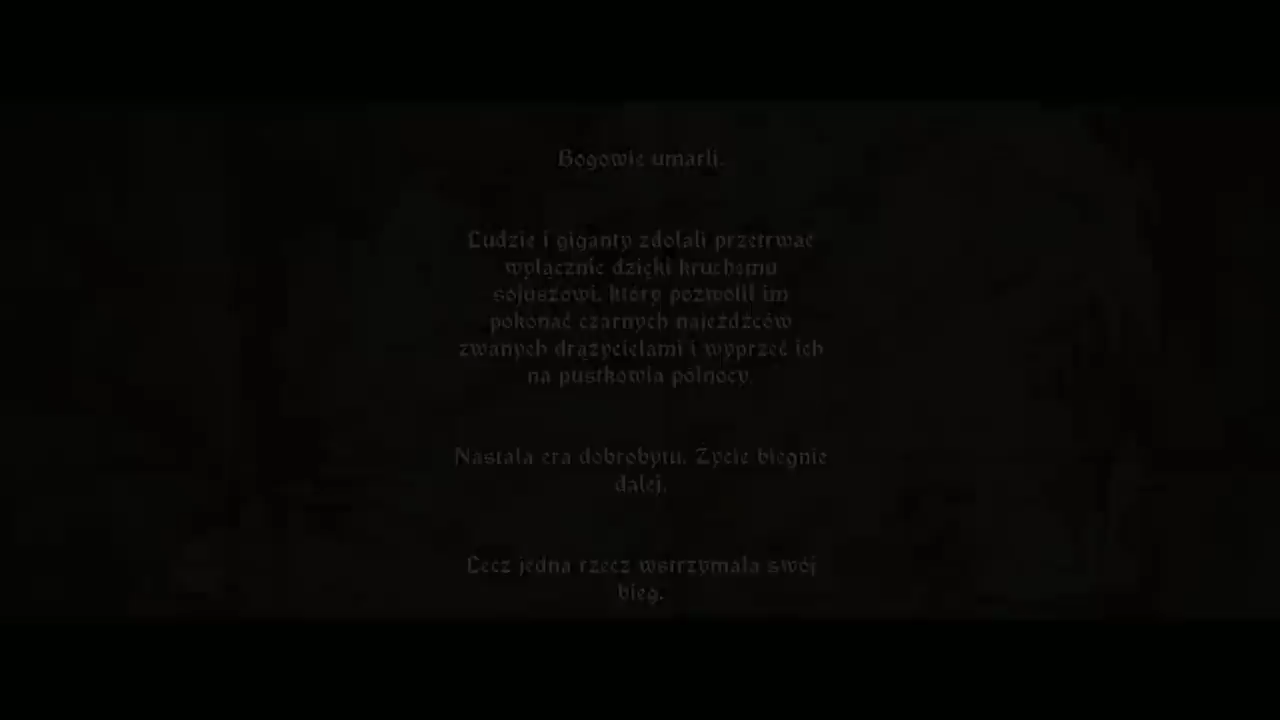 Bogowie umarli.
Ludzie i giganty zdołali przetrwać
wyłącznie dzięki kruchemu
sojuszowi, który pozwolił im
pokonać czarnych najeźdźców
zwanych drążycielami i wyprzeć ich
na pustkowia północy.
Nastała era dobrobytu. Życie biegnie
dalej.
Lecz jedna rzecz wstrzymała swój
bieg.